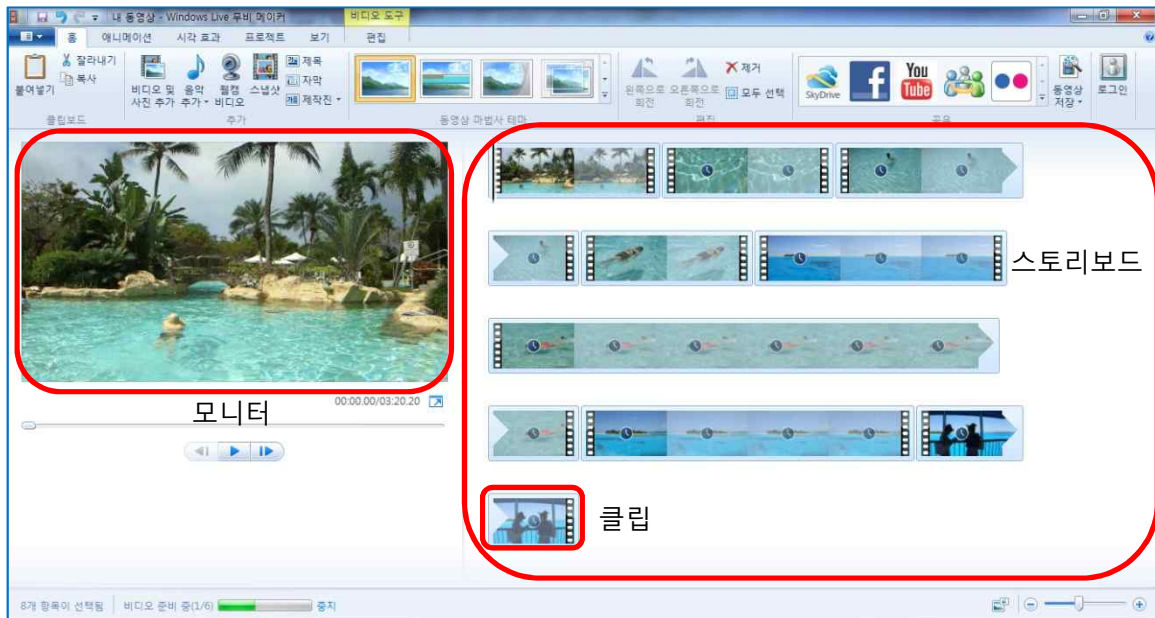 내 동영상 - Windows Live 무비 메이커
비디오 도구
홈 애니메이션 시각 효과 프로젝트 보기 편집
붙여넣기
잘라내기
복사
클립보드
비디오 및 사진 추가
음악 추가
웹캠 비디오
스냅샷
제목
자막
제작진
추가
동영상 마법사 테마
왼쪽으로 회전
오른쪽으로 회전
제거
모두 선택
편집
SkyDrive
f
You Tube
공유
동영상 저장
로그인
스토리보드
00:00.00/03:20.20
모니터
클립
8개 항목이 선택됨 비디오 준비 중(1/6) 중지